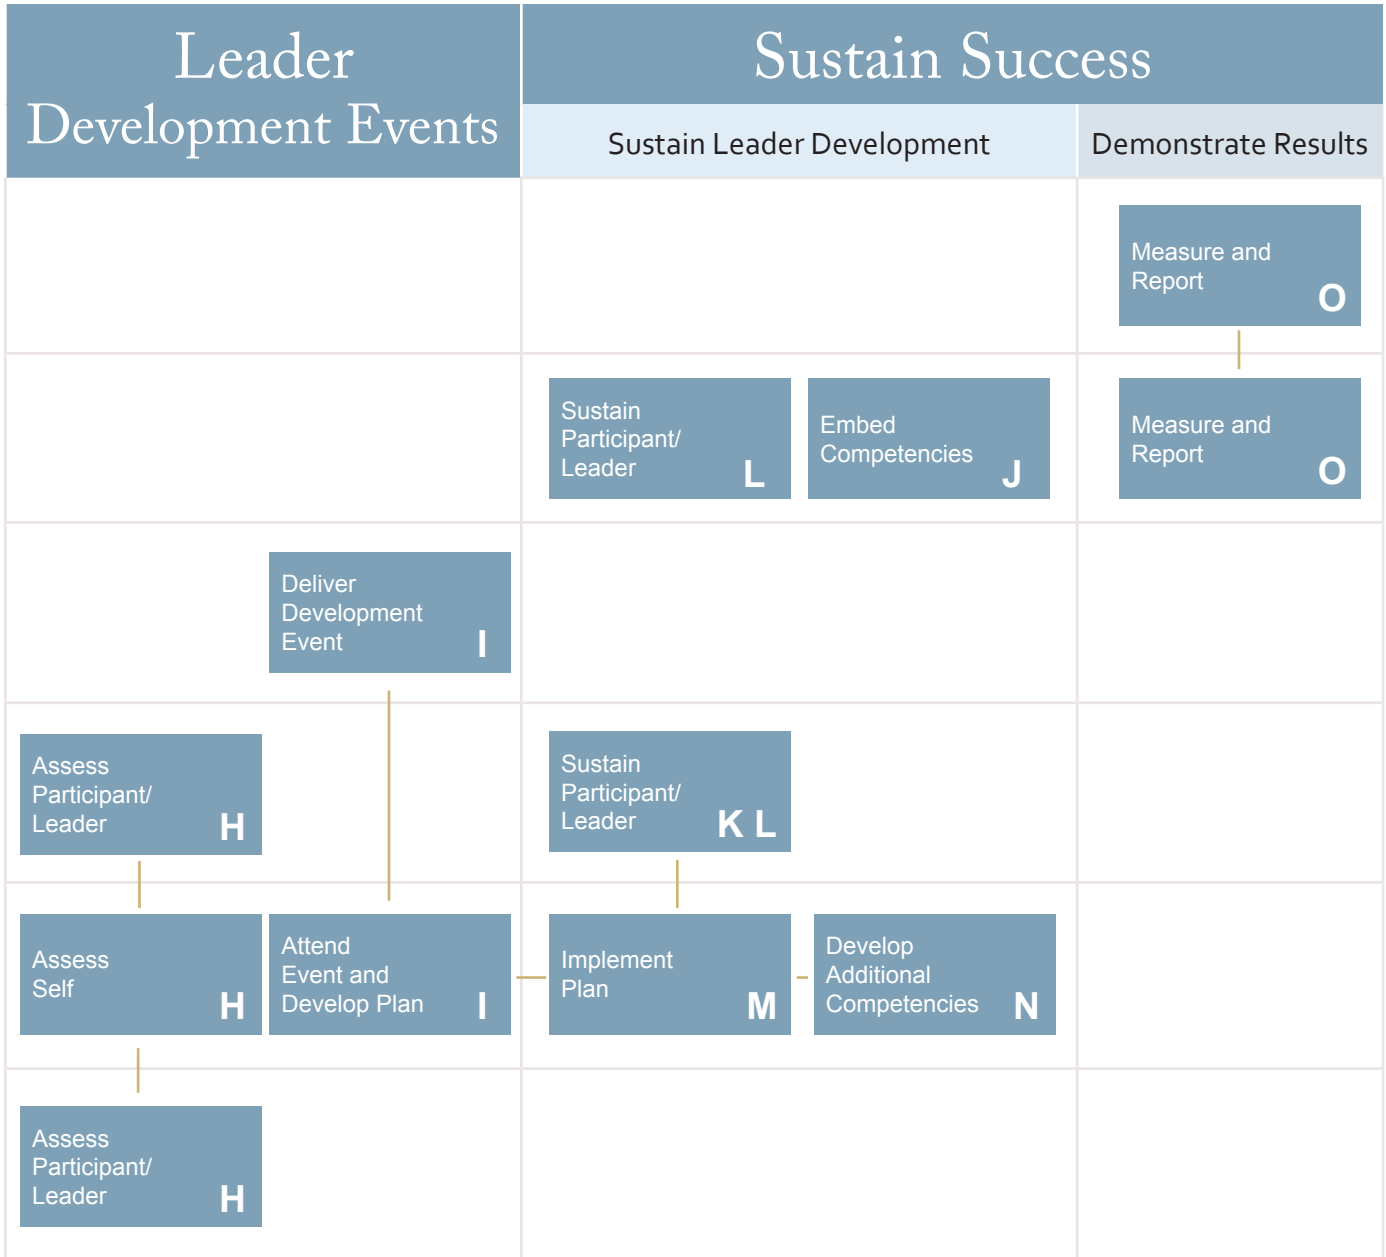 Leader
Development Events
Sustain Success
Sustain Leader Development
Demonstrate Results
Measure and
Report
O
Sustain
Participant/
Leader
L
Embed
Competencies
J
Measure and
Report
O
Deliver
Development
Event
I
Assess
Participant/
Leader
H
Sustain
Participant/
Leader
K L
Assess
Self
H
Attend
Event and
Develop Plan
I
Implement
Plan
M
Develop
Additional
Competencies
N
Assess
Participant/
Leader
H